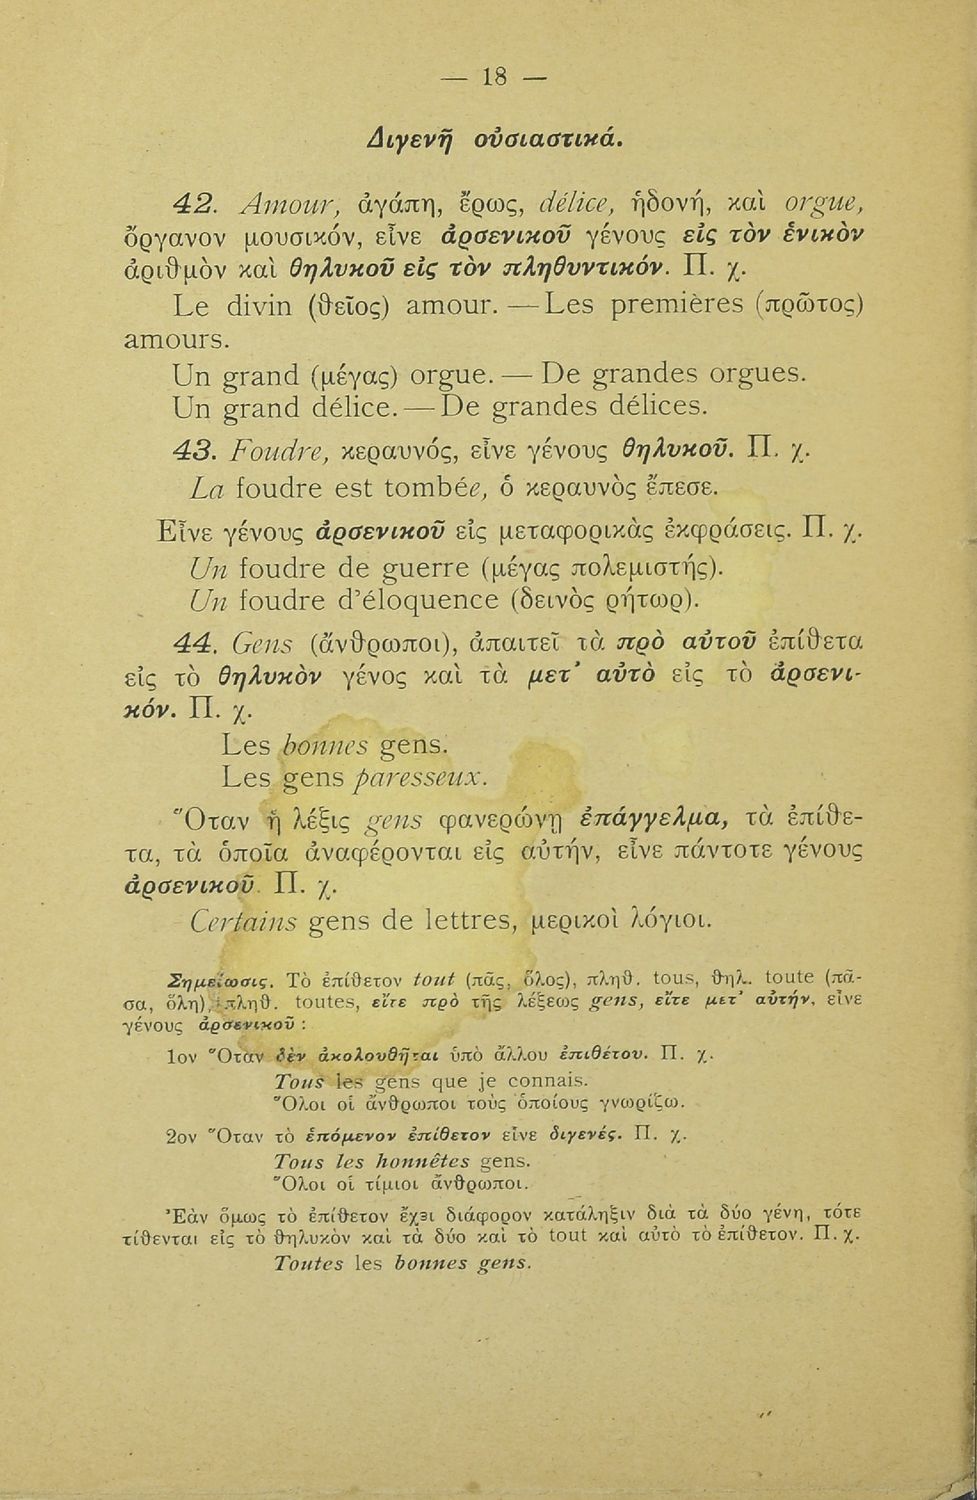 — 18 —
Διγενῆ οὐσιαστικά.
42. Amour, ἀγάπη, ἔρως, délice, ἡδονή, καὶ orgue,
ὄργανον μουσικόν, εἶνε ἀρσενικοῦ γένους εἰς τὸν ἑνικὸν
ἀριθμὸν καὶ θηλυκοῦ εἰς τὸν πληθυντικόν. Π. χ.
Le divin (θεῖος) amour. — Les premières (πρῶτος)
amours.
Un grand (μέγας) orgue. — De grandes orgues.
Un grand délice. — De grandes délices.
43. Foudre, κεραυνός, εἶνε γένους θηλυκοῦ. Π. χ.
La foudre est tombée, ὁ κεραυνὸς ἔπεσε.
Εἶνε γένους ἀρσενικοῦ εἰς μεταφορικὰς ἐκφράσεις. Π. χ.
Un foudre de guerre (μέγας πολεμιστής).
Un foudre d'éloquence (δεινὸς ρήτωρ).
44. Gens (ἄνθρωποι), ἀπαιτεῖ τὰ πρὸ αὐτοῦ ἐπίθετα
εἰς τὸ θηλυκὸν γένος καὶ τὰ μετ' αὐτὸ εἰς τὸ ἀρσενι-
κόν. Π. χ.
Les bonnes gens.
Les gens paresseux.
Ὅταν ἡ λέξις gens φανερώνῃ ἐπάγγελμα, τὰ ἐπίθε-
τα, τὰ ὁποῖα ἀναφέρονται εἰς αὐτήν, εἶνε πάντοτε γένους
ἀρσενικοῦ. Π. χ.
Certains gens de lettres, μερικοὶ λόγιοι.
Σημείωσις. Τὸ ἐπίθετον tout (πᾶς, ὅλος), πληθ. tous, θηλ. toute (πᾶ-
σα, ὅλη), πληθ. toutes, εἴτε πρὸ τῆς λέξεως gens, εἴτε μετ' αὐτήν, εἶνε
γένους ἀρσενικοῦ :
1ον Ὅταν δὲν ἀκολουθῆται ὑπὸ ἄλλου ἐπιθέτου. Π. χ.
Tous les gens que je connais.
Ὅλοι οἱ ἄνθρωποι τοὺς ὁποίους γνωρίζω.
2ον Ὅταν τὸ ἑπόμενον ἐπίθετον εἶνε διγενές. Π. χ.
Tous les honnêtes gens.
Ὅλοι οἱ τίμιοι ἄνθρωποι.
Ἐὰν ὅμως τὸ ἐπίθετον ἔχει διάφορον κατάληξιν διὰ τὰ δύο γένη, τότε
τίθενται εἰς τὸ θηλυκὸν καὶ τὰ δύο καὶ τὸ tout καὶ αὐτὸ τὸ ἐπίθετον. Π. χ.
Toutes les bonnes gens.